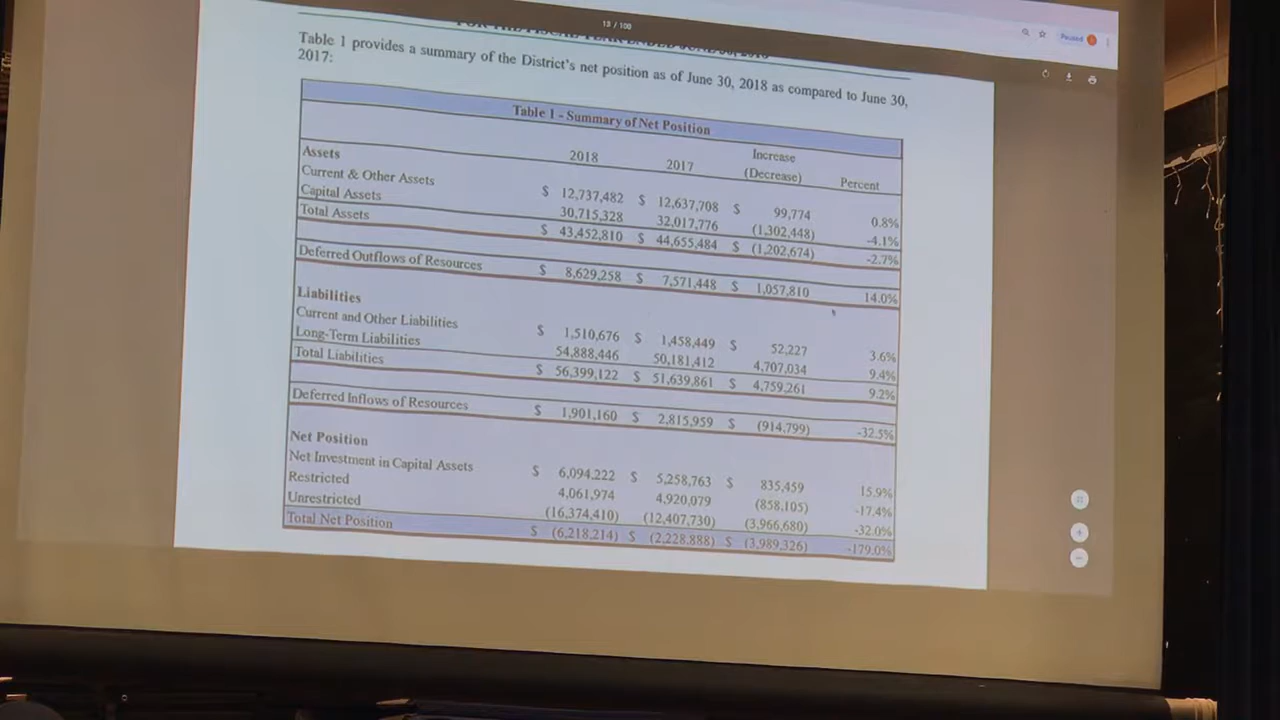 13 / 100
Paused
Table 1 provides a summary of the District's net position as of June 30, 2018 as compared to June 30,
2017:
Table 1 - Summary of Net Position
2018 2017 Increase (Decrease) Percent
Assets
Current & Other Assets $ 12,737,482 $ 12,637,708 $ 99,774 0.8%
Capital Assets 30,715,328 32,017,776 (1,302,448) -4.1%
Total Assets $ 43,452,810 $ 44,655,484 $ (1,202,674) -2.7%
Deferred Outflows of Resources $ 8,629,258 $ 7,571,448 $ 1,057,810 14.0%
Liabilities
Current and Other Liabilities $ 1,510,676 $ 1,458,449 $ 52,227 3.6%
Long-Term Liabilities 54,888,446 50,181,412 4,707,034 9.4%
Total Liabilities $ 56,399,122 $ 51,639,861 $ 4,759,261 9.2%
Deferred Inflows of Resources $ 1,901,160 $ 2,815,959 $ (914,799) -32.5%
Net Position
Net Investment in Capital Assets $ 6,094,222 $ 5,258,763 $ 835,459 15.9%
Restricted 4,061,974 4,920,079 (858,105) -17.4%
Unrestricted (16,374,410) (12,407,730) (3,966,680) -32.0%
Total Net Position $ (6,218,214) $ (2,228,888) $ (3,989,326) -179.0%